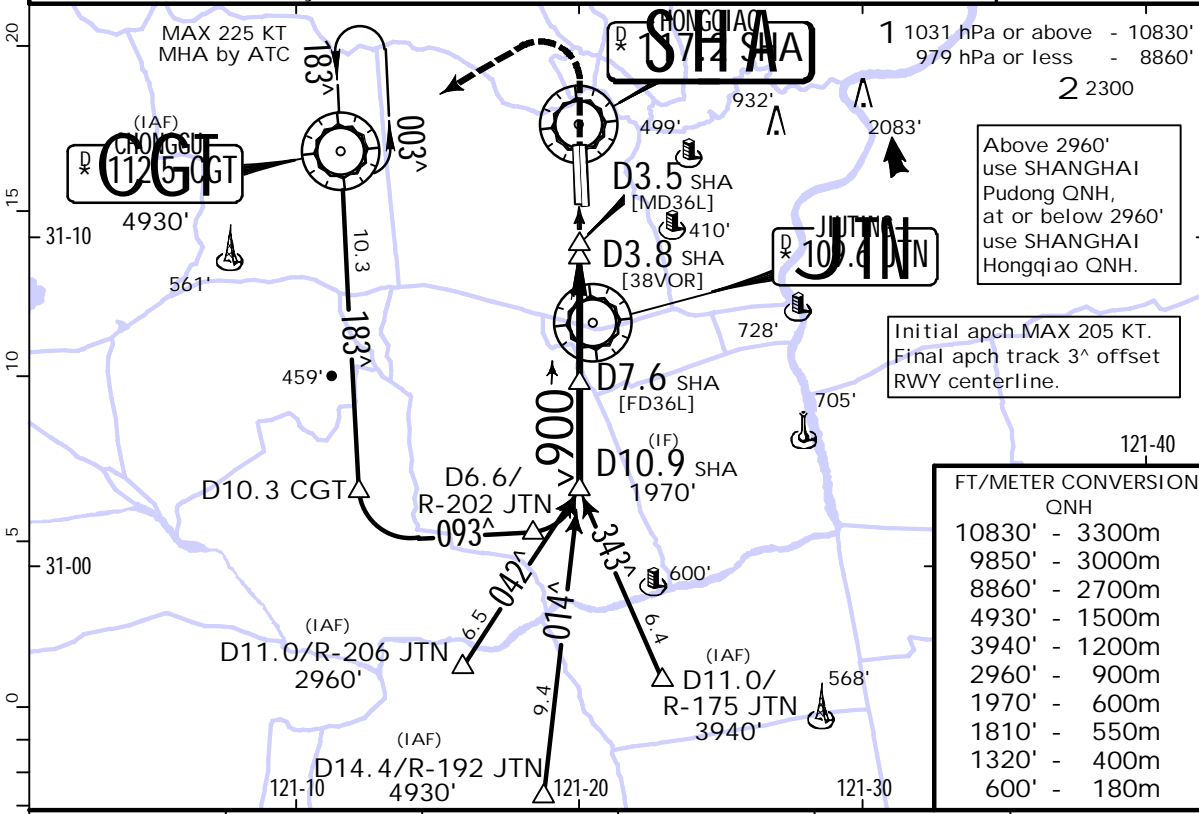 MAX 225 KT
MHA by ATC
20
15
10
5
0
183^
003^
(IAF)
CHONGGU
D
* 112.5 CGT
CGT
4930'
HONGQIAO
D
* 117.2 SHA
SHA
1 1031 hPa or above - 10830'
979 hPa or less - 8860'
2 2300
932'
499'
2083'
Above 2960'
use SHANGHAI
Pudong QNH,
at or below 2960'
use SHANGHAI
Hongqiao QNH.
D3.5 SHA
[MD36L]
410'
D3.8 SHA
[38VOR]
JIUTING
D
* 109.6 JTN
JTN
31-10
561'
10.3
183^
728'
Initial apch MAX 205 KT.
Final apch track 3^ offset
RWY centerline.
459'
D7.6 SHA
[FD36L]
705'
006^
(IF)
D10.9 SHA
1970'
121-40
D10.3 CGT
D6.6/
R-202 JTN
093^
042^
014^
343^
600'
31-00
6.5
9.4
6.4
(IAF)
D11.0/R-206 JTN
2960'
(IAF)
D11.0/
R-175 JTN
3940'
568'
(IAF)
D14.4/R-192 JTN
4930'
121-10
121-20
121-30
FT/METER CONVERSION
QNH
10830' - 3300m
9850' - 3000m
8860' - 2700m
4930' - 1500m
3940' - 1200m
2960' - 900m
1970' - 600m
1810' - 550m
1320' - 400m
600' - 180m